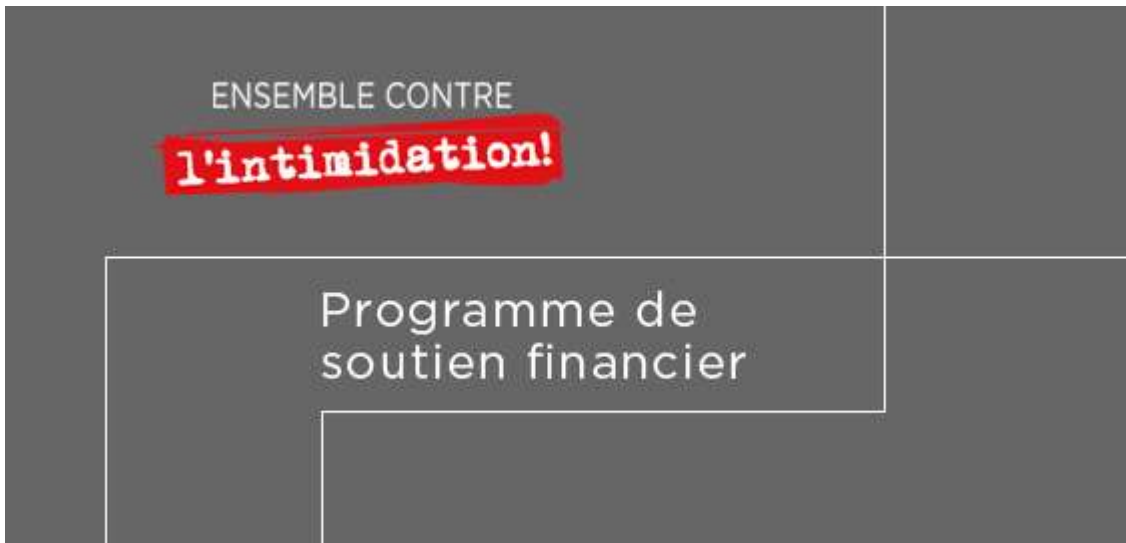 ENSEMBLE CONTRE
l'intimidation!
Programme de
soutien financier